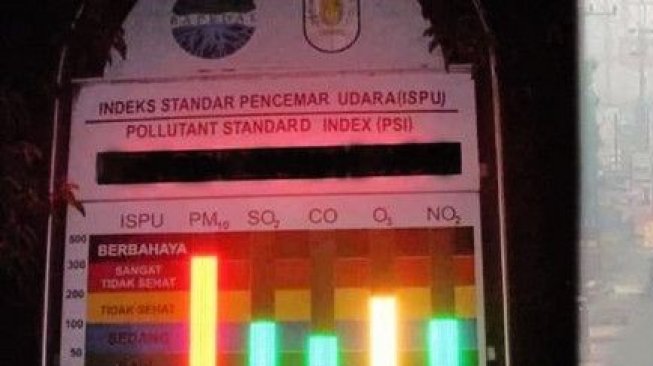 BAPEDAL
INDEKS STANDAR PENCEMAR UDARA(ISPU)
POLLUTANT STANDARD INDEX (PSI)
ISPU PM10 SO2 CO O3 NO2
500 BERBAHAYA
300 SANGAT
TIDAK SEHAT
200 TIDAK SEHAT
100 SEDANG
50